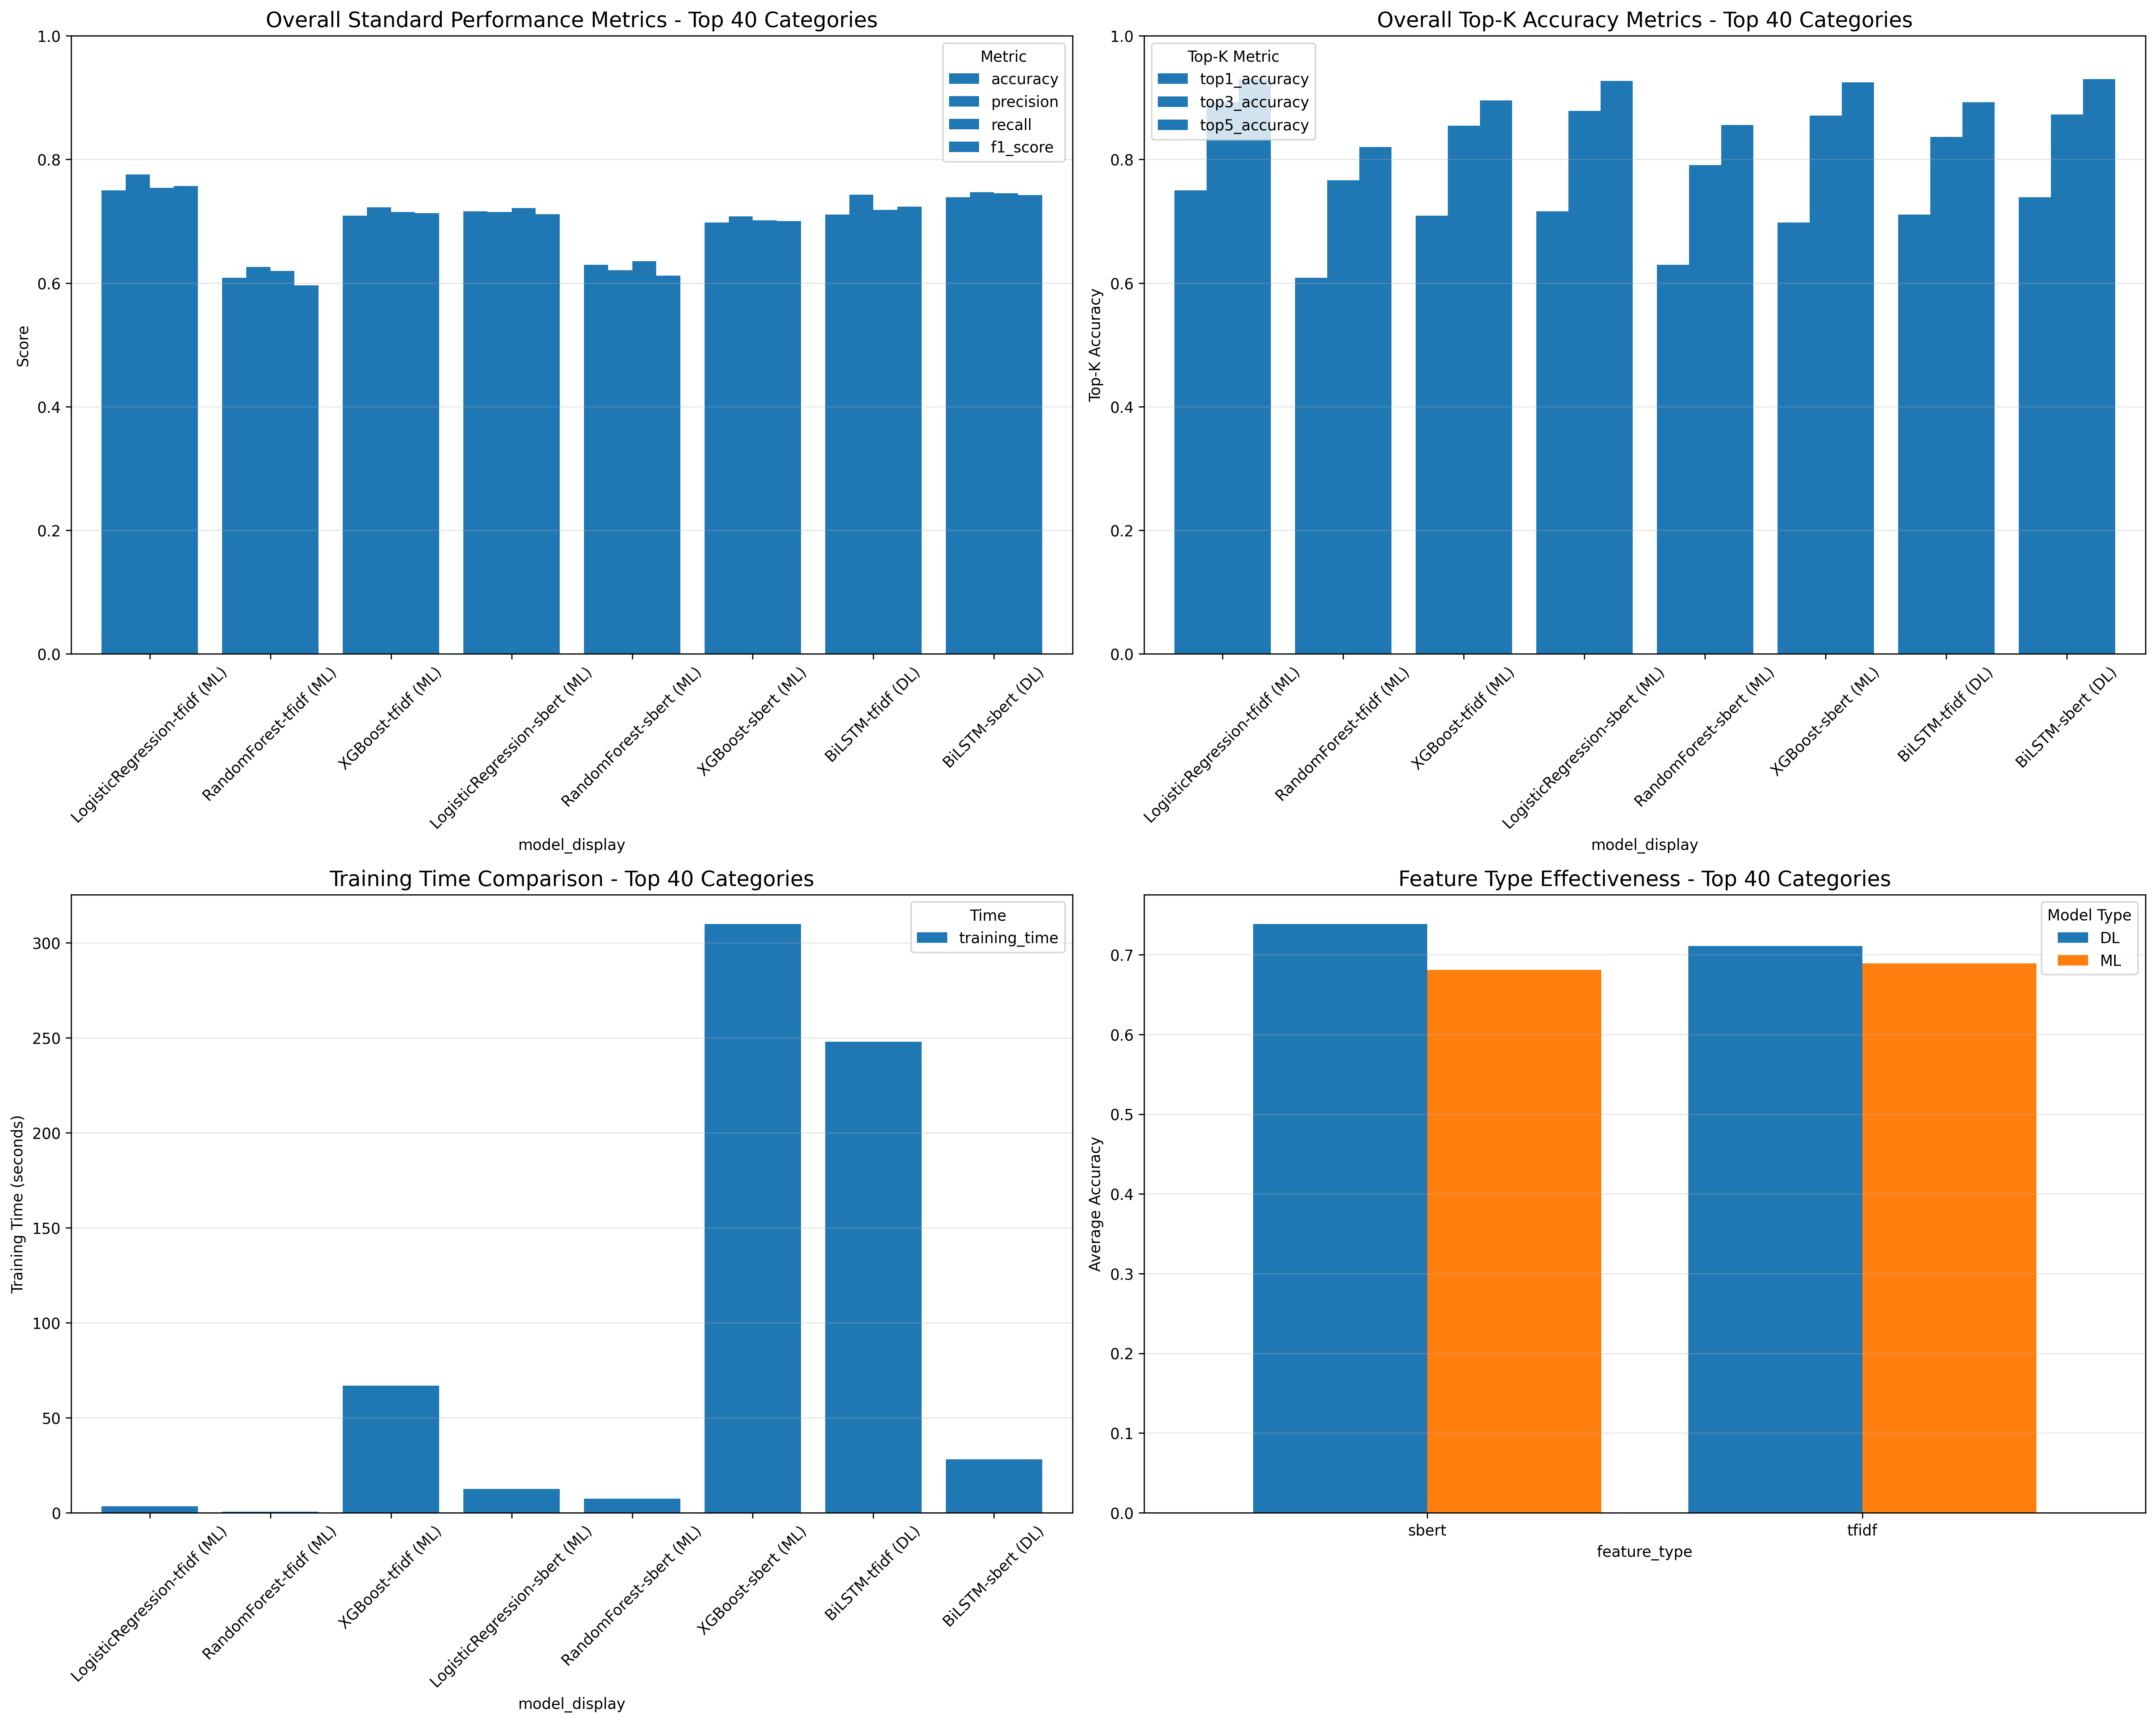 Overall Standard Performance Metrics - Top 40 Categories
Score
1.0
0.8
0.6
0.4
0.2
0.0
Metric
accuracy
precision
recall
f1_score
LogisticRegression-tfidf (ML)
RandomForest-tfidf (ML)
XGBoost-tfidf (ML)
LogisticRegression-sbert (ML)
RandomForest-sbert (ML)
XGBoost-sbert (ML)
BiLSTM-tfidf (DL)
BiLSTM-sbert (DL)
model_display
Overall Top-K Accuracy Metrics - Top 40 Categories
Top-K Accuracy
1.0
0.8
0.6
0.4
0.2
0.0
Top-K Metric
top1_accuracy
top3_accuracy
top5_accuracy
LogisticRegression-tfidf (ML)
RandomForest-tfidf (ML)
XGBoost-tfidf (ML)
LogisticRegression-sbert (ML)
RandomForest-sbert (ML)
XGBoost-sbert (ML)
BiLSTM-tfidf (DL)
BiLSTM-sbert (DL)
model_display
Training Time Comparison - Top 40 Categories
Training Time (seconds)
300
250
200
150
100
50
0
Time
training_time
LogisticRegression-tfidf (ML)
RandomForest-tfidf (ML)
XGBoost-tfidf (ML)
LogisticRegression-sbert (ML)
RandomForest-sbert (ML)
XGBoost-sbert (ML)
BiLSTM-tfidf (DL)
BiLSTM-sbert (DL)
model_display
Feature Type Effectiveness - Top 40 Categories
Average Accuracy
0.7
0.6
0.5
0.4
0.3
0.2
0.1
0.0
Model Type
DL
ML
sbert
tfidf
feature_type